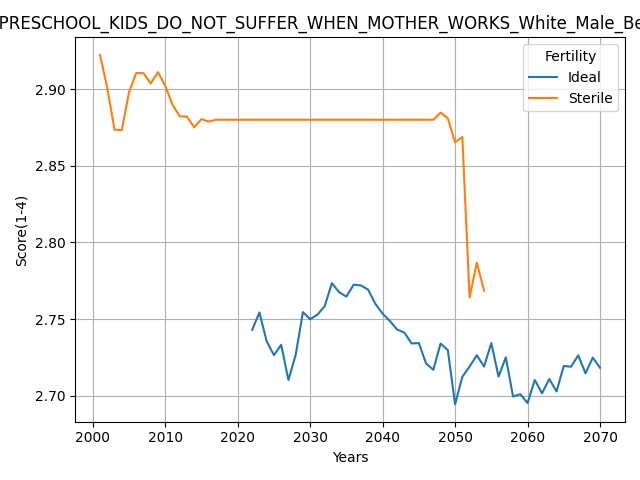 PRESCHOOL_KIDS_DO_NOT_SUFFER_WHEN_MOTHER_WORKS_White_Male_Be
Fertility
Ideal
Sterile
2.90
2.85
2.80
2.75
2.70
Score(1-4)
2000 2010 2020 2030 2040 2050 2060 2070
Years